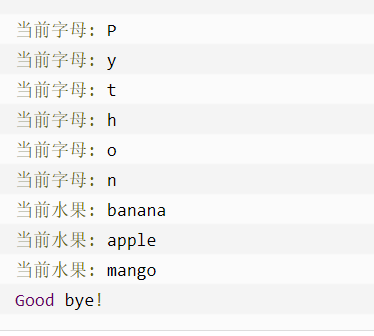 当前字母: P
当前字母: y
当前字母: t
当前字母: h
当前字母: o
当前字母: n
当前水果: banana
当前水果: apple
当前水果: mango
Good bye!